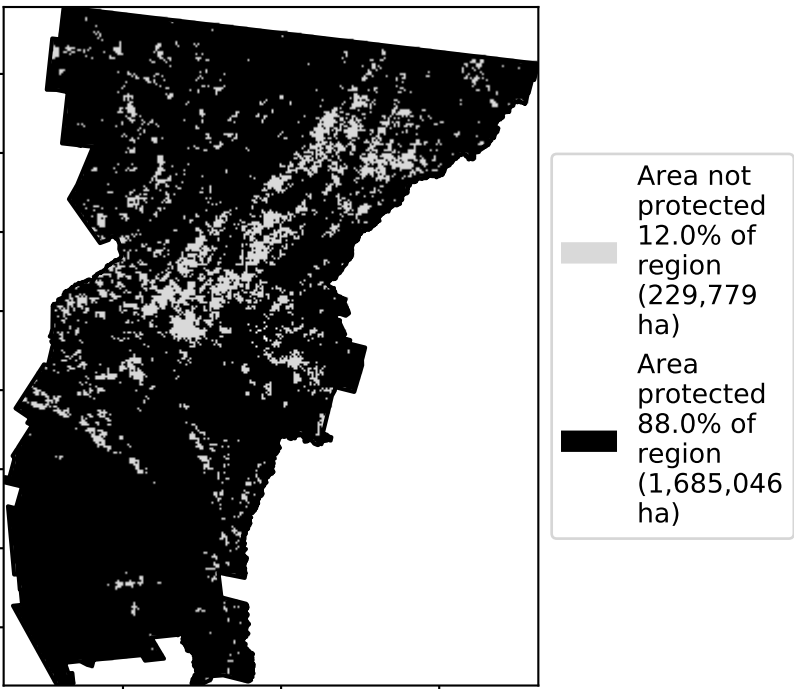 Area not
protected
12.0% of
region
(229,779
ha)
Area
protected
88.0% of
region
(1,685,046
ha)